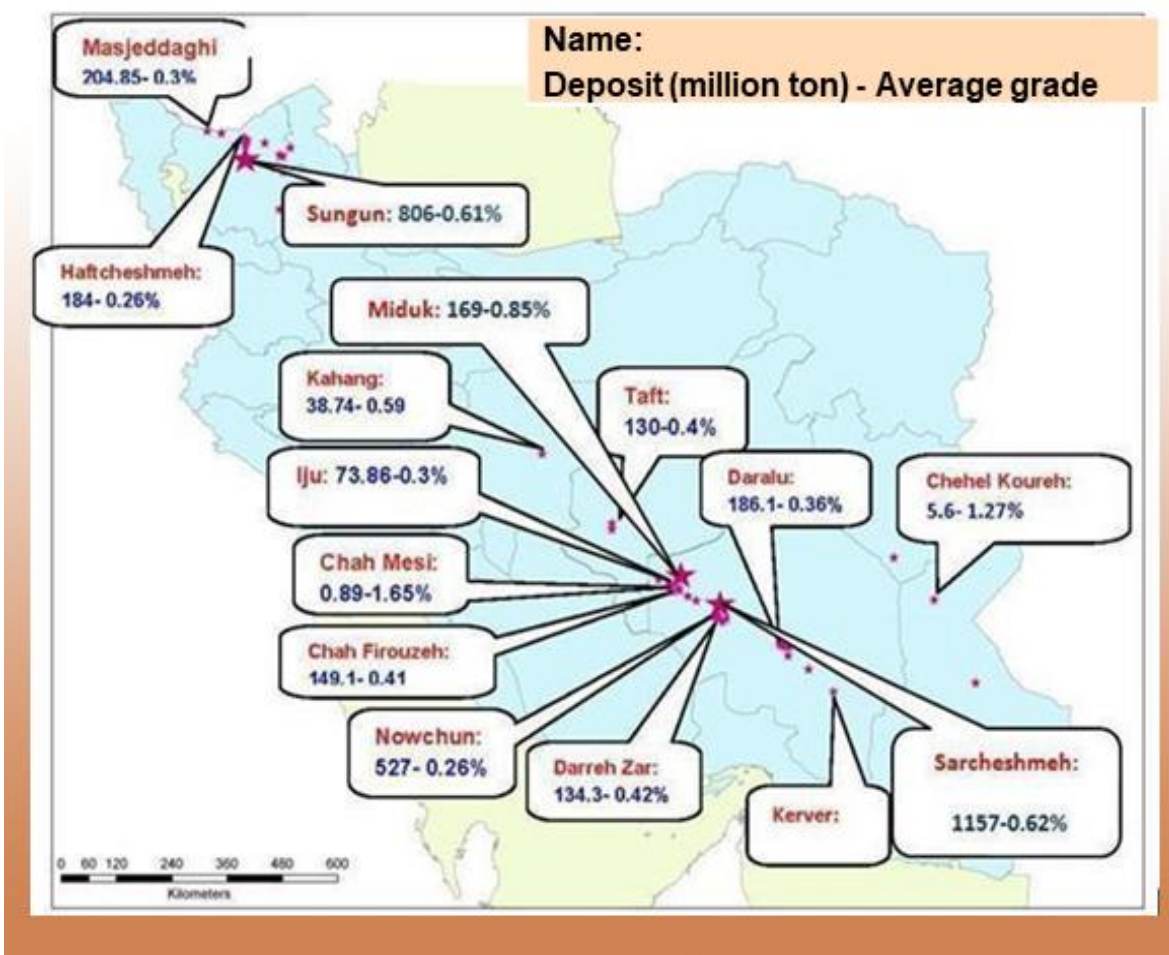 Name:
Deposit (million ton) - Average grade
Masjeddaghi
204.85- 0.3%
Sungun: 806-0.61%
Haftcheshmeh:
184- 0.26%
Miduk: 169-0.85%
Kahang:
38.74- 0.59
Taft:
130-0.4%
Iju: 73.86-0.3%
Daralu:
186.1- 0.36%
Chehel Koureh:
5.6- 1.27%
Chah Mesi:
0.89-1.65%
Chah Firouzeh:
149.1- 0.41
Nowchun:
527- 0.26%
Darreh Zar:
134.3- 0.42%
Kerver:
Sarcheshmeh:
1157-0.62%
0 60 120 240 360 480 600
Kilometers